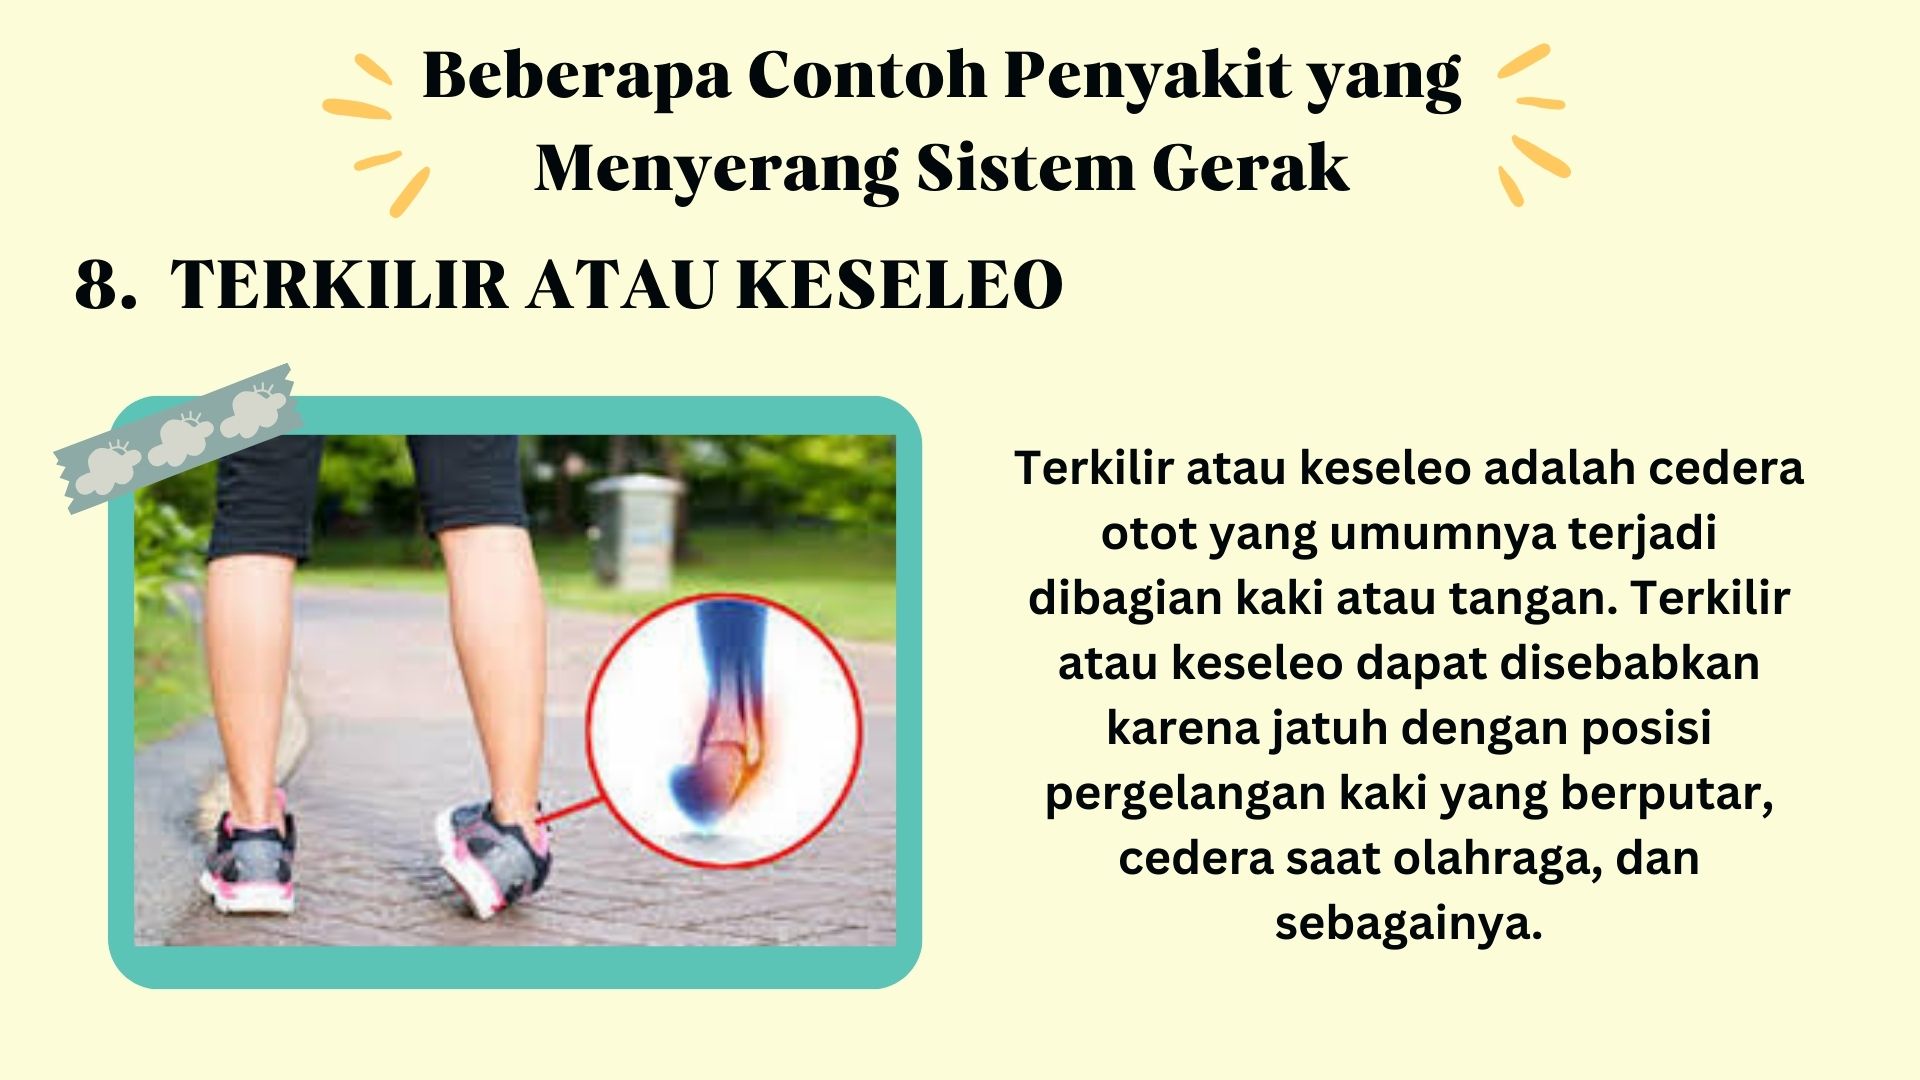 Beberapa Contoh Penyakit yang
Menyerang Sistem Gerak
8. TERKILIR ATAU KESELEO
Terkilir atau keseleo adalah cedera
otot yang umumnya terjadi
dibagian kaki atau tangan. Terkilir
atau keseleo dapat disebabkan
karena jatuh dengan posisi
pergelangan kaki yang berputar,
cedera saat olahraga, dan
sebagainya.